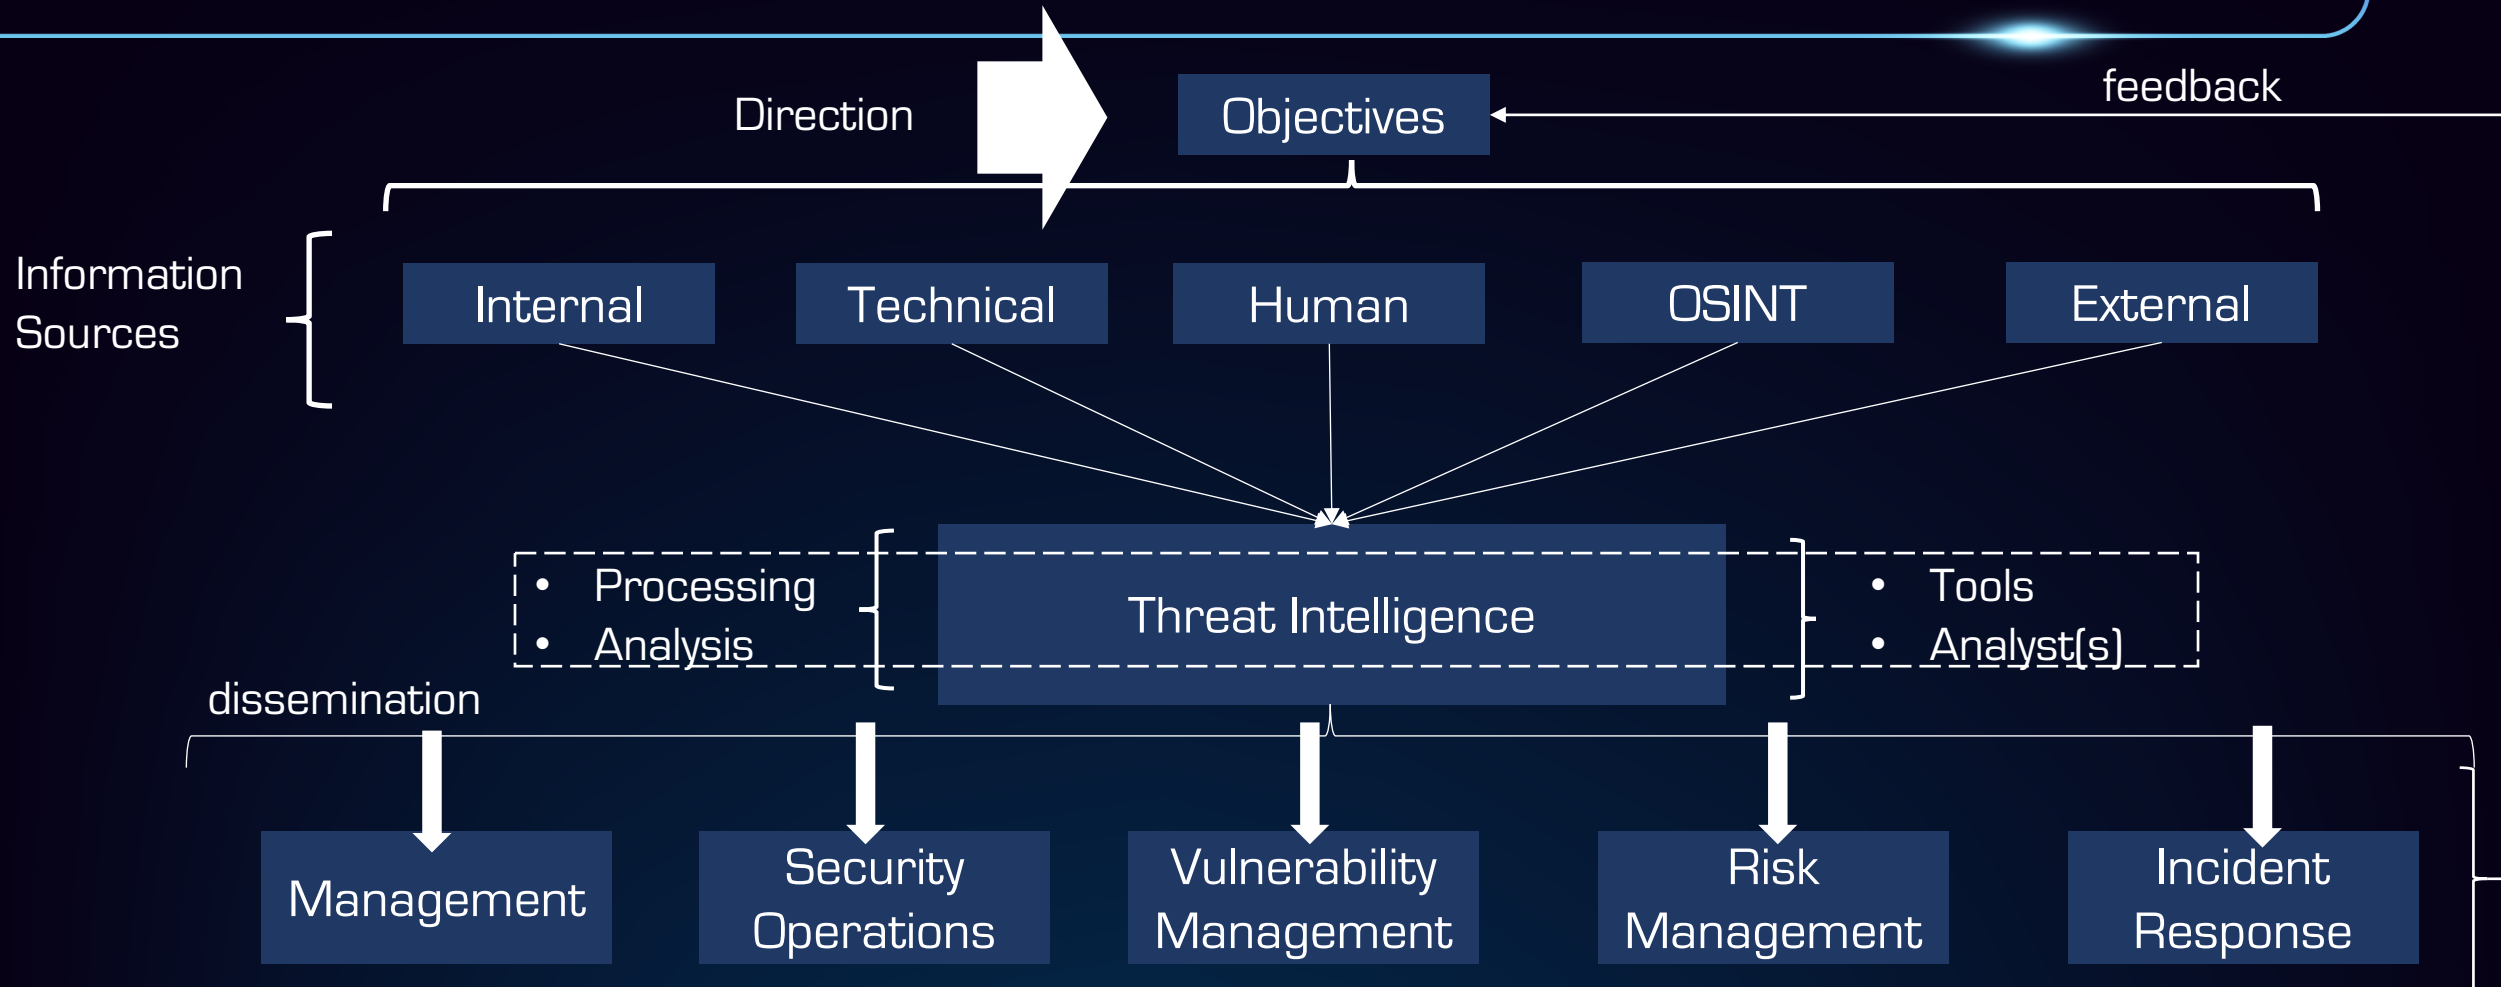 Direction
Objectives
feedback
Information
Sources
Internal
Technical
Human
OSINT
External
• Processing
• Analysis
Threat Intelligence
• Tools
• Analyst(s)
dissemination
Management
Security
Operations
Vulnerability
Management
Risk
Management
Incident
Response